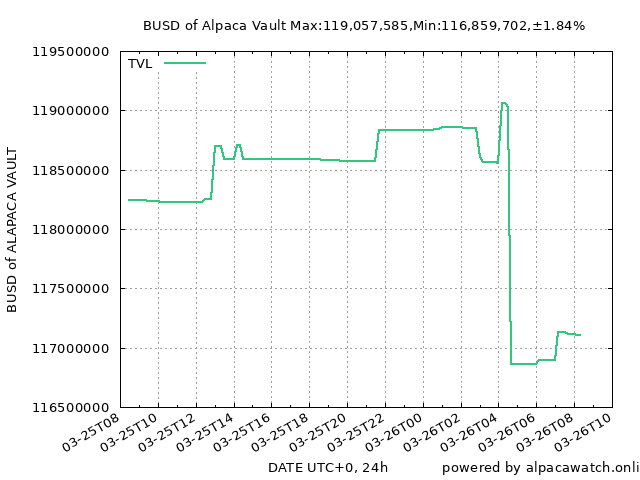 BUSD of Alpaca Vault Max:119,057,585,Min:116,859,702,±1.84%
119500000
TVL
119000000
118500000
118000000
117500000
117000000
116500000
BUSD of ALAPACA VAULT
03-25T08
03-25T10
03-25T12
03-25T14
03-25T16
03-25T18
03-25T20
03-25T22
03-26T00
03-26T02
03-26T04
03-26T06
03-26T08
03-26T10
DATE UTC+0, 24h
powered by alpacawatch.onli